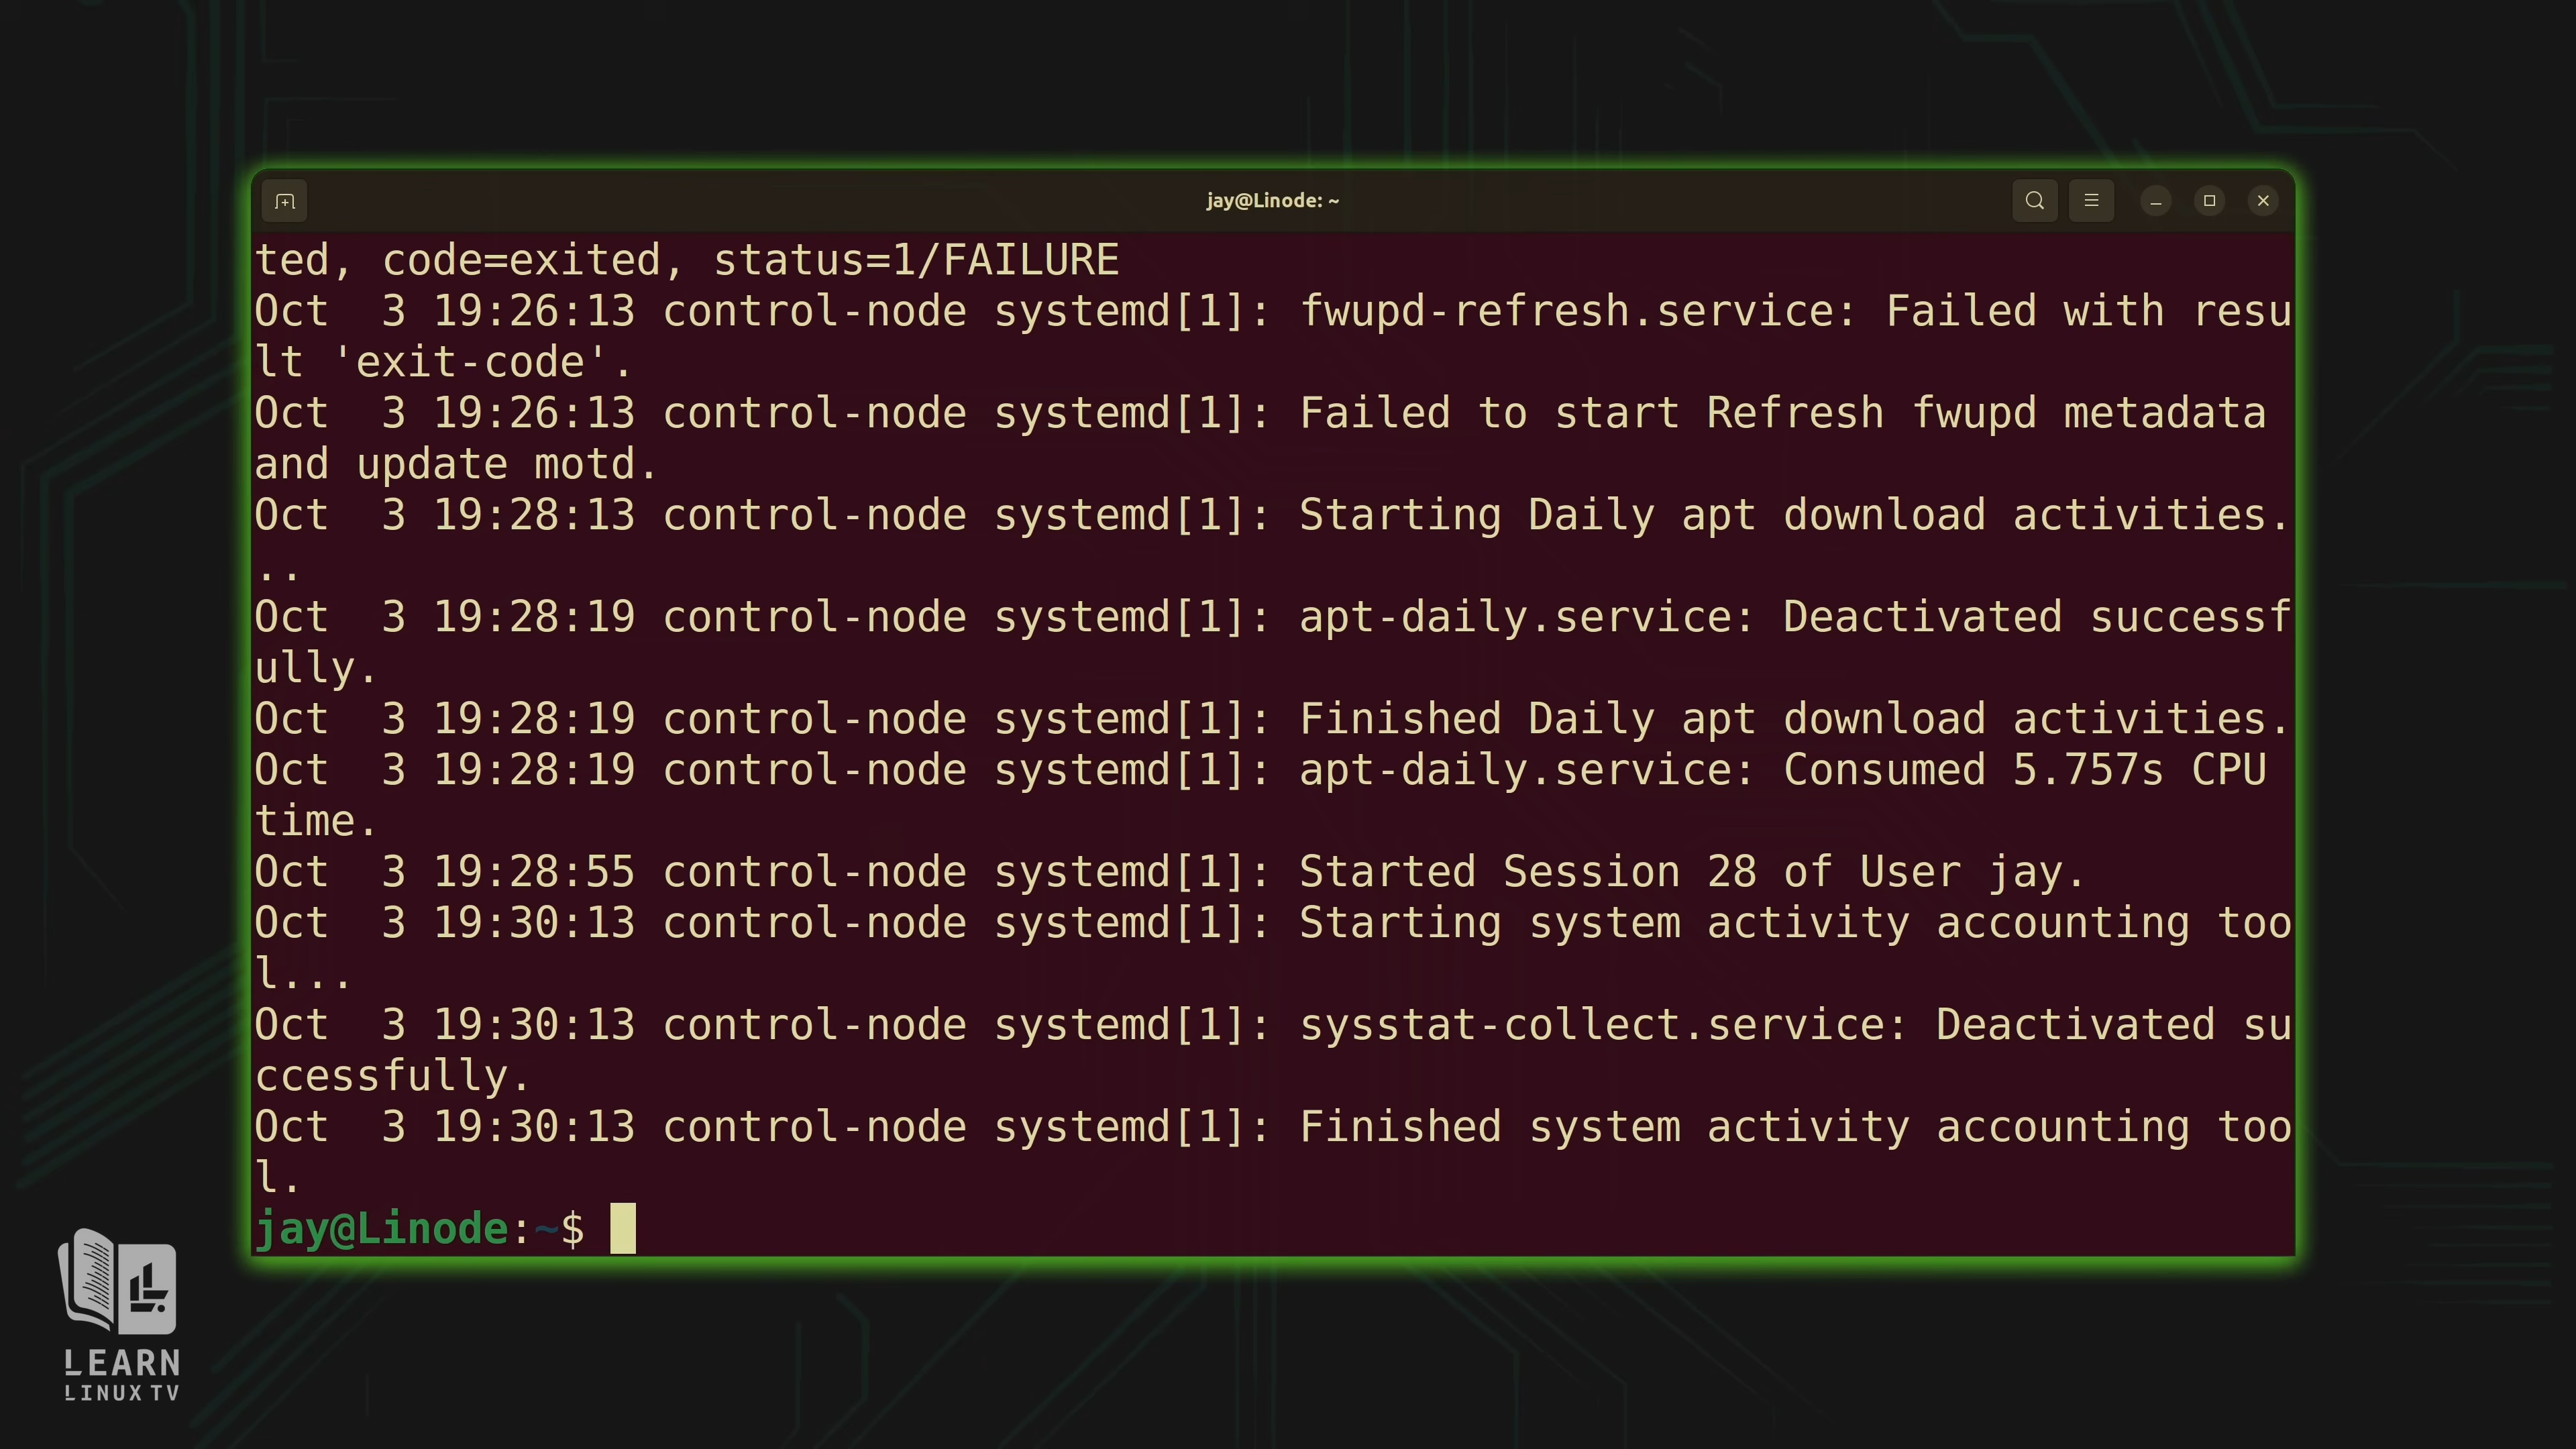 jay@Linode: ~
ted, code=exited, status=1/FAILURE
Oct  3 19:26:13 control-node systemd[1]: fwupd-refresh.service: Failed with resu
lt 'exit-code'.
Oct  3 19:26:13 control-node systemd[1]: Failed to start Refresh fwupd metadata
and update motd.
Oct  3 19:28:13 control-node systemd[1]: Starting Daily apt download activities.
..
Oct  3 19:28:19 control-node systemd[1]: apt-daily.service: Deactivated successf
ully.
Oct  3 19:28:19 control-node systemd[1]: Finished Daily apt download activities.
Oct  3 19:28:19 control-node systemd[1]: apt-daily.service: Consumed 5.757s CPU
time.
Oct  3 19:28:55 control-node systemd[1]: Started Session 28 of User jay.
Oct  3 19:30:13 control-node systemd[1]: Starting system activity accounting too
l...
Oct  3 19:30:13 control-node systemd[1]: sysstat-collect.service: Deactivated su
ccessfully.
Oct  3 19:30:13 control-node systemd[1]: Finished system activity accounting too
l.
jay@Linode:~$
LEARN
LINUX TV